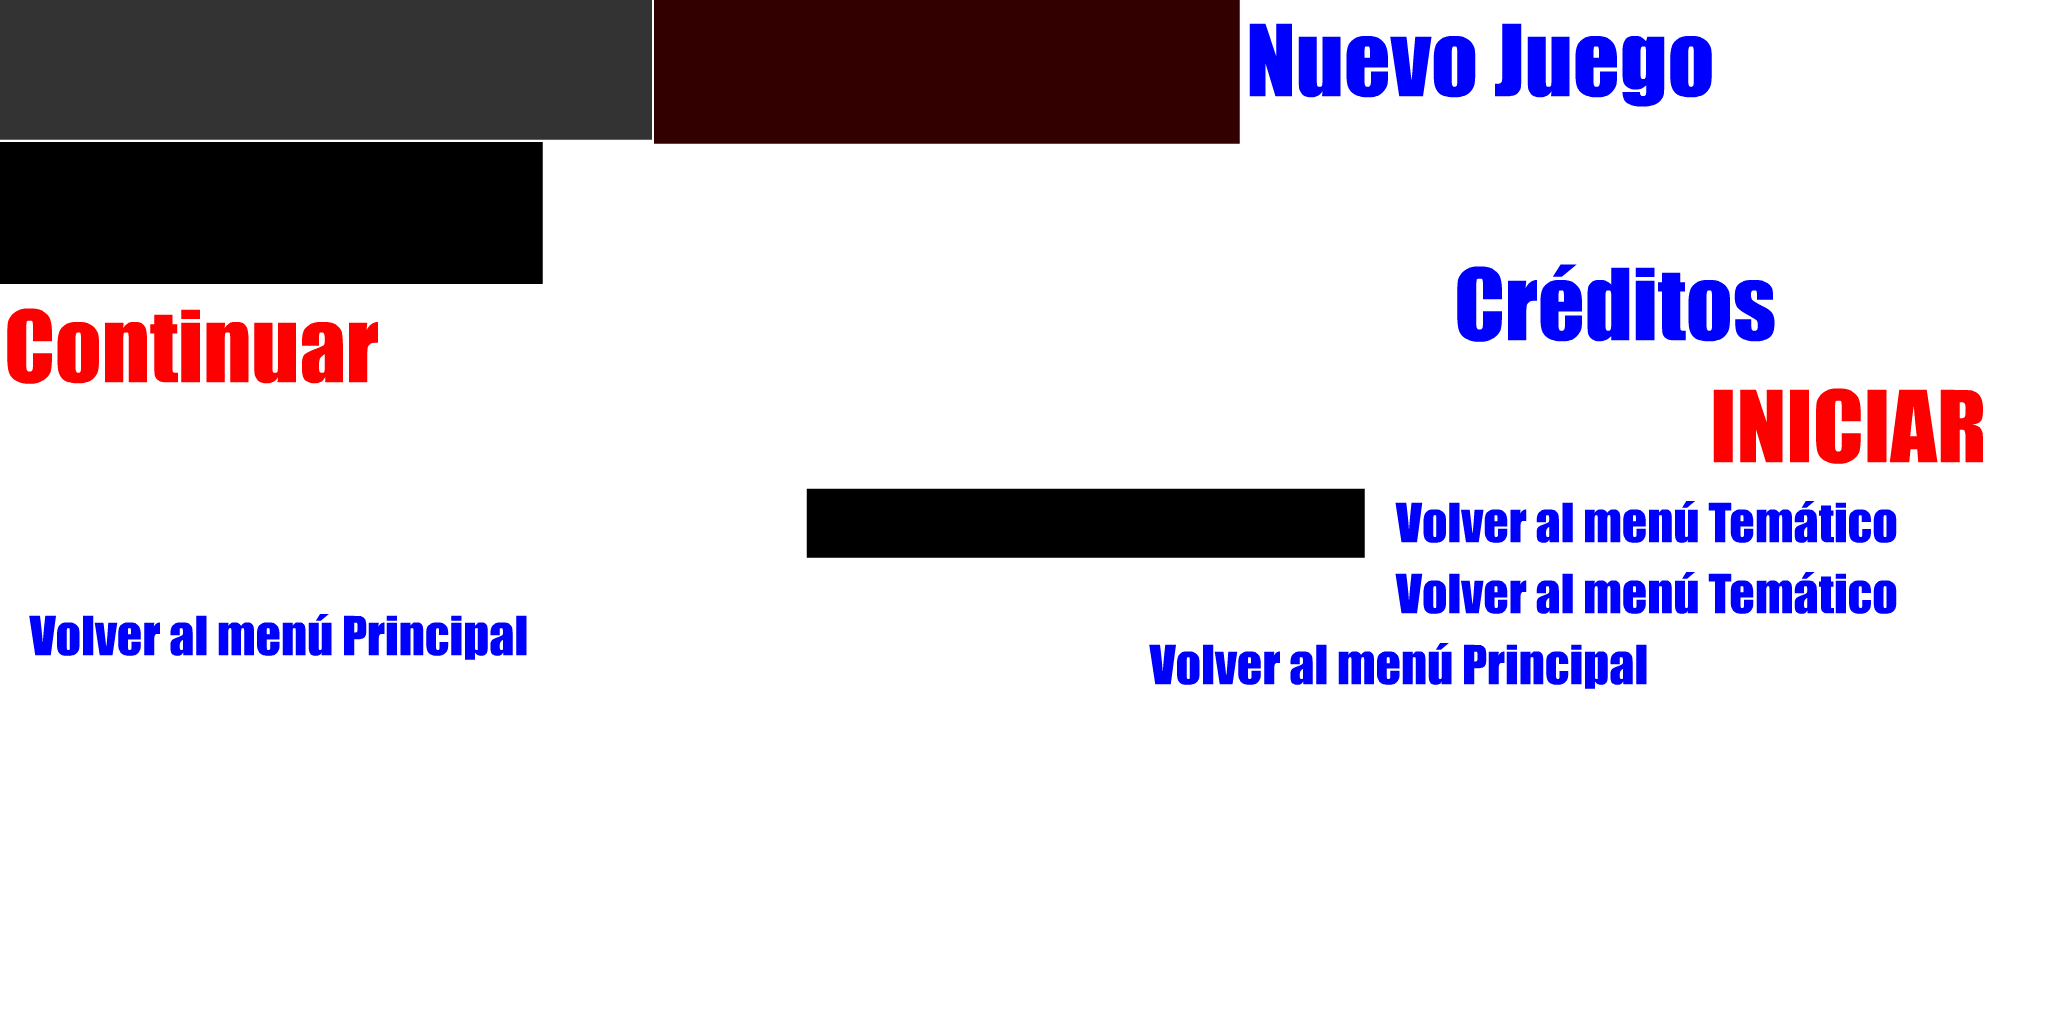 Nuevo Juego
Créditos
Continuar
INICIAR
Volver al menú Temático
Volver al menú Temático
Volver al menú Principal
Volver al menú Principal